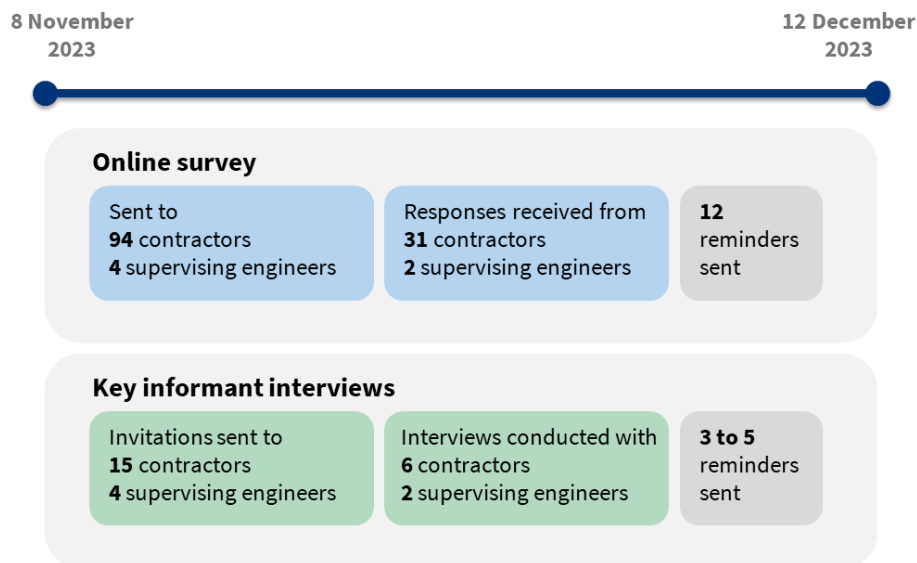 8 November
2023
12 December
2023
Online survey
Sent to
94 contractors
4 supervising engineers
Responses received from
31 contractors
2 supervising engineers
12
reminders
sent
Key informant interviews
Invitations sent to
15 contractors
4 supervising engineers
Interviews conducted with
6 contractors
2 supervising engineers
3 to 5
reminders
sent